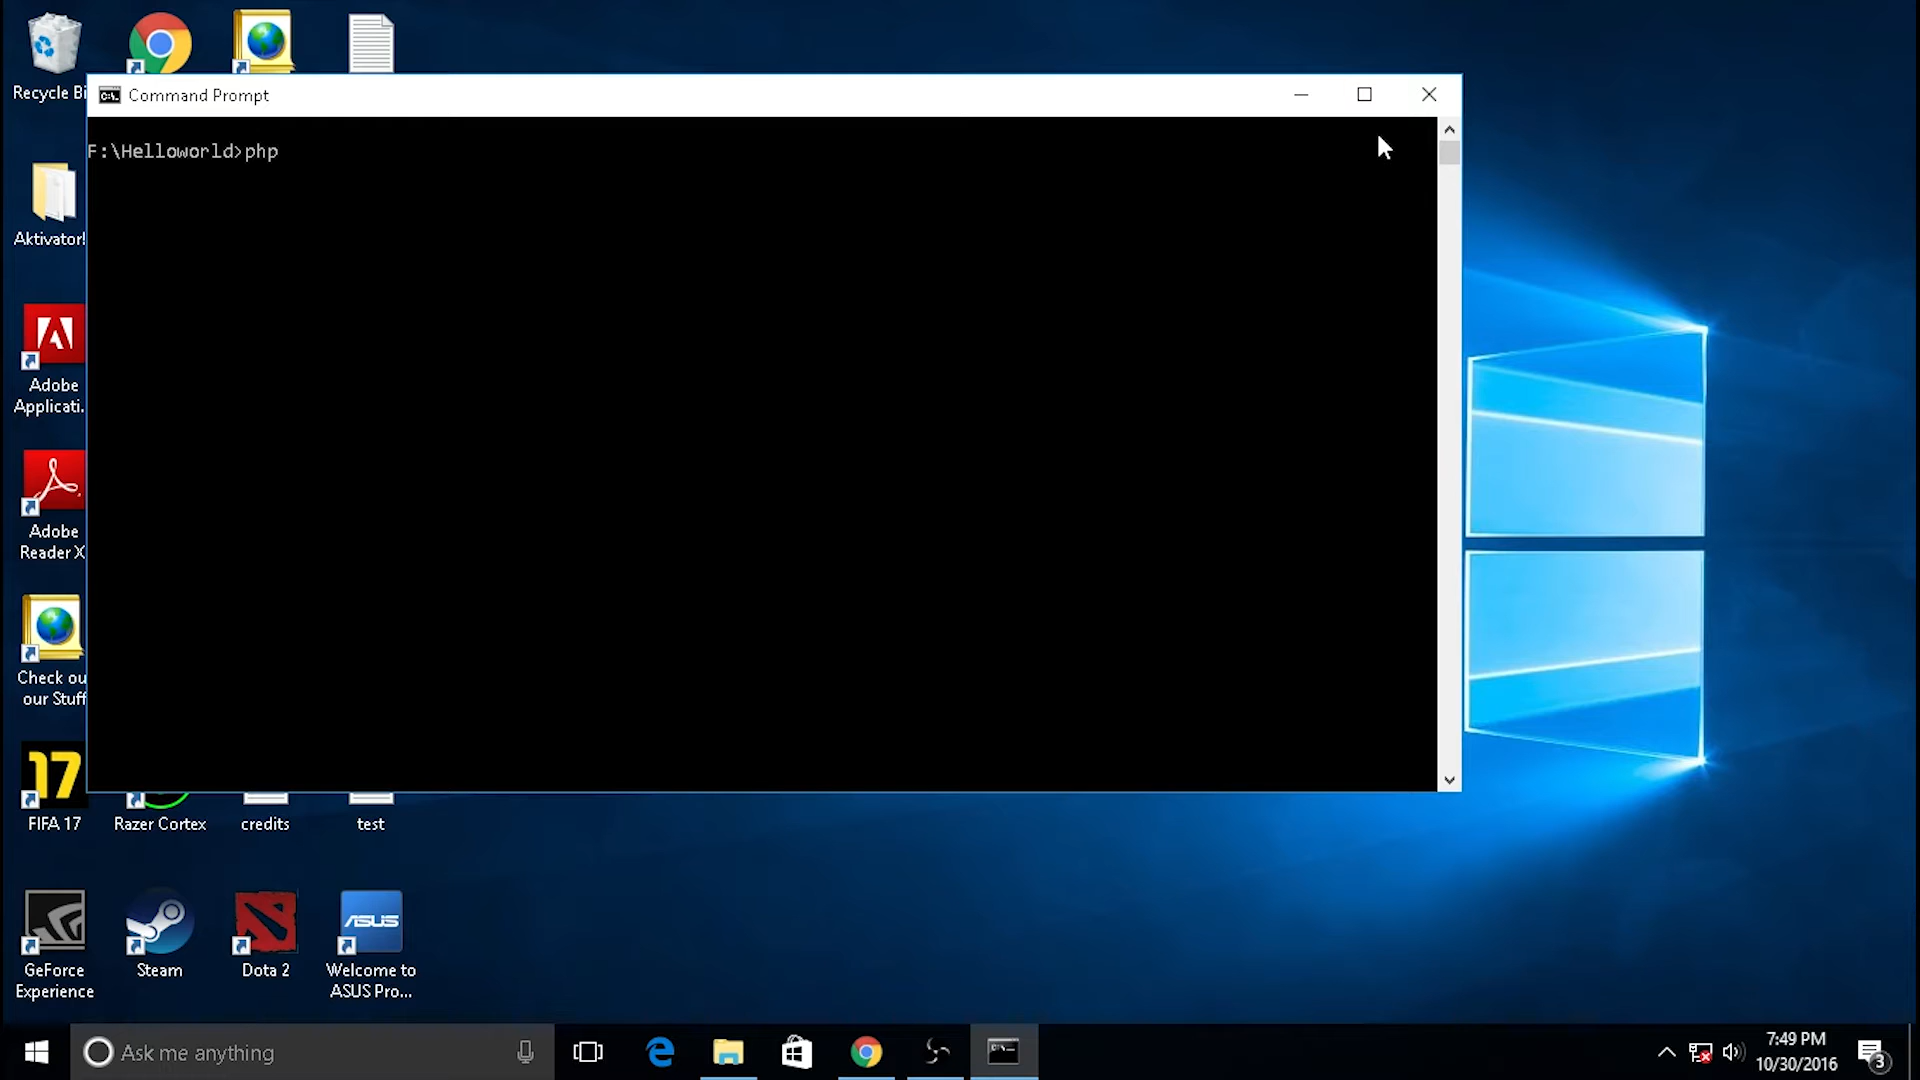 Recycle Bi
Command Prompt
F:\Helloworld>php
Aktivator!
Adobe
Applicati.
Adobe
Reader X
Check ou
our Stuff
17
FIFA 17
Razer Cortex
credits
test
GeForce
Experience
Steam
Dota 2
ASUS
Welcome to
ASUS Pro...
Ask me anything
7:49 PM
10/30/2016
3